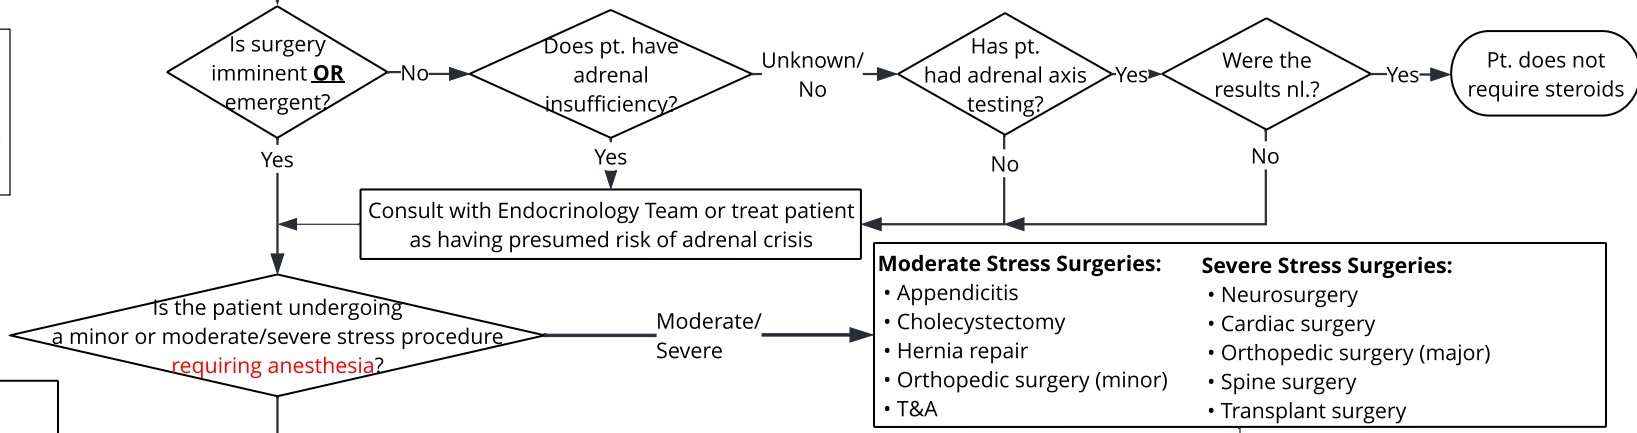 Is surgery
imminent OR
emergent?
No
Does pt. have
adrenal
insufficiency?
Unknown/
No
Has pt.
had adrenal axis
testing?
Yes
Were the
results nl.?
Yes
Pt. does not
require steroids
Yes
Yes
No
No
Consult with Endocrinology Team or treat patient
as having presumed risk of adrenal crisis
Is the patient undergoing
a minor or moderate/severe stress procedure
requiring anesthesia?
Moderate/
Severe
Moderate Stress Surgeries:
• Appendicitis
• Cholecystectomy
• Hernia repair
• Orthopedic surgery (minor)
• T&A
Severe Stress Surgeries:
• Neurosurgery
• Cardiac surgery
• Orthopedic surgery (major)
• Spine surgery
• Transplant surgery